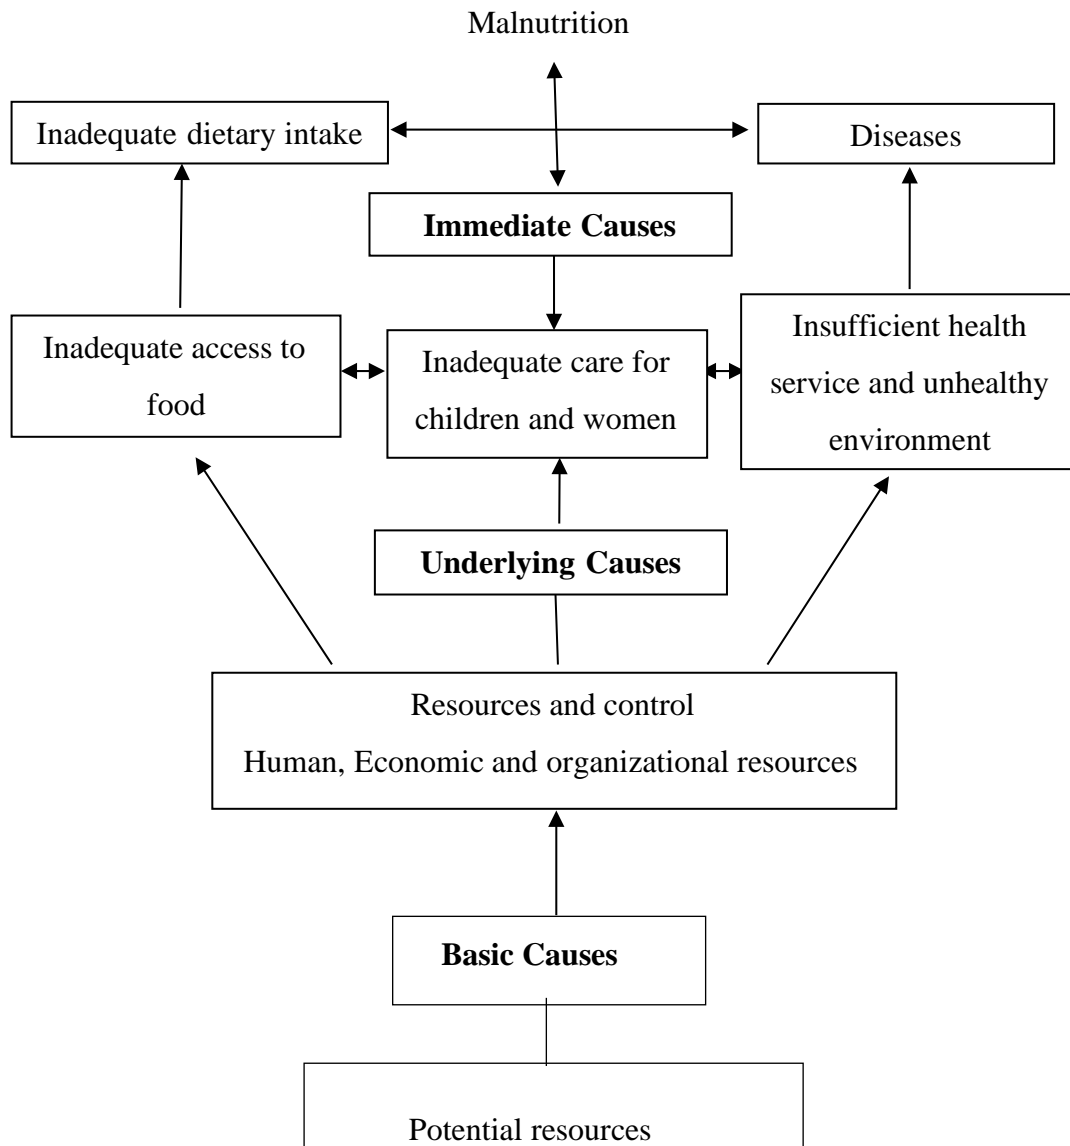 Malnutrition
Inadequate dietary intake
Diseases
Immediate Causes
Inadequate access to
food
Inadequate care for
children and women
Insufficient health
service and unhealthy
environment
Underlying Causes
Resources and control
Human, Economic and organizational resources
Basic Causes
Potential resources